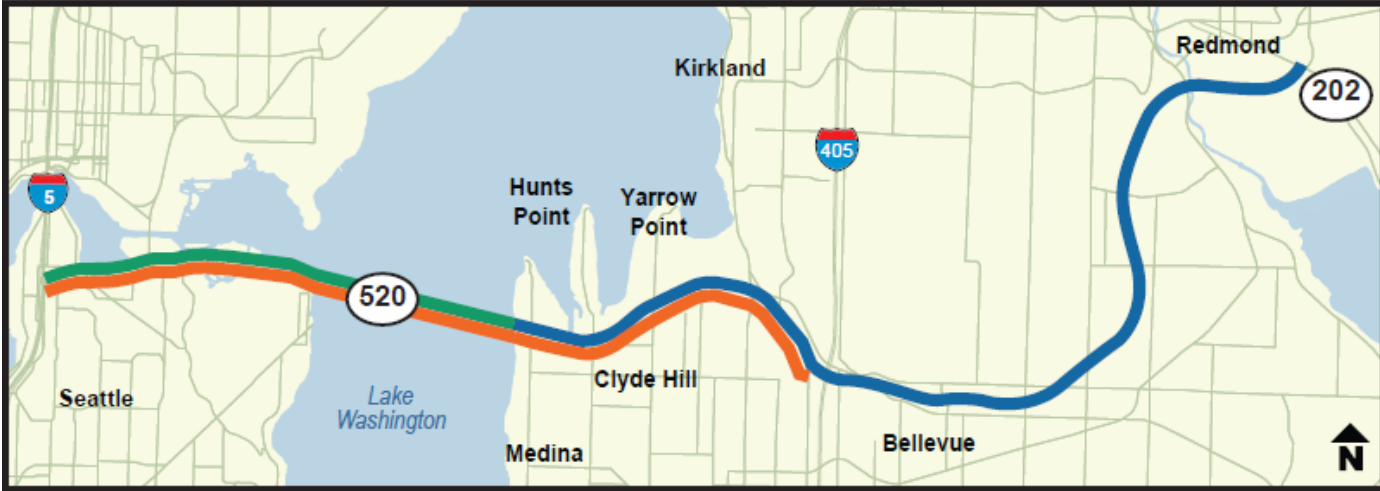 Redmond
Kirkland
202
405
5
Hunts
Point
Yarrow
Point
520
Seattle
Lake
Washington
Clyde Hill
Medina
Bellevue
N